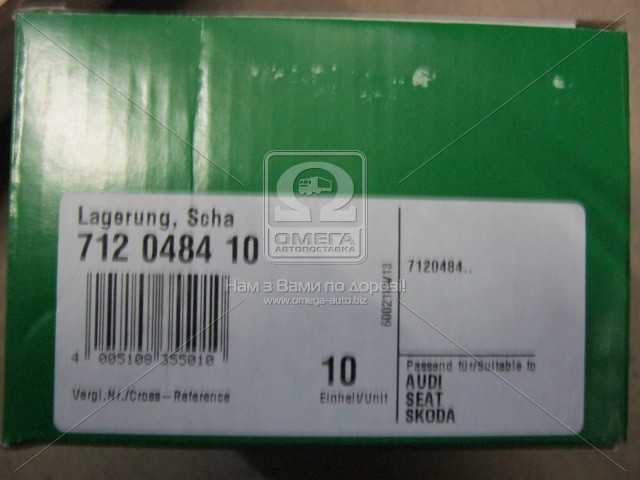 Lagerung, Scha
712 0484 10
4 005108 355010
Vergl.Nr./Cross-Reference
10
Einheit/Unit
7120484..
Passend für/Suitable to
AUDI
SEAT
SKODA
ОМЕГА
АВТОПОСТАВКА
Нам з Вами по дорозі!
www.omega-auto.biz